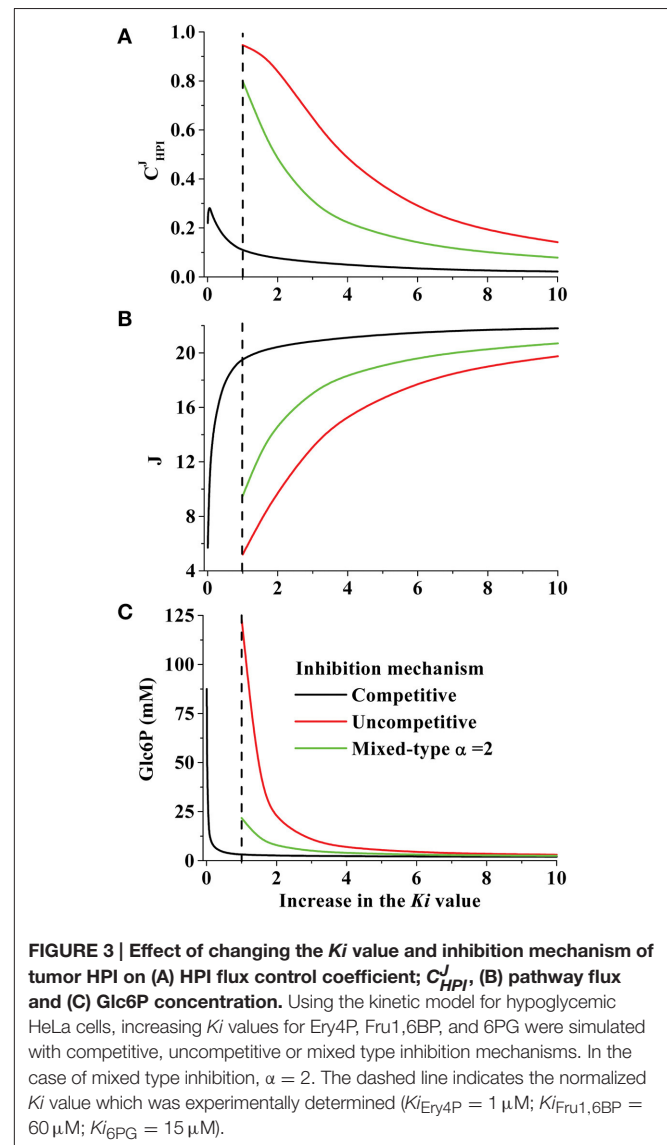 A
1.0
0.8
0.6
0.4
0.2
0.0
C^J_HPI
0 2 4 6 8 10
B
20
16
12
8
4
J
0 2 4 6 8 10
C
125
100
75
50
25
0
Glc6P (mM)
Inhibition mechanism
Competitive
Uncompetitive
Mixed-type α =2
0 2 4 6 8 10
Increase in the Ki value
FIGURE 3 | Effect of changing the Ki value and inhibition mechanism of
tumor HPI on (A) HPI flux control coefficient; C^J_HPI, (B) pathway flux
and (C) Glc6P concentration. Using the kinetic model for hypoglycemic
HeLa cells, increasing Ki values for Ery4P, Fru1,6BP, and 6PG were simulated
with competitive, uncompetitive or mixed type inhibition mechanisms. In the
case of mixed type inhibition, α = 2. The dashed line indicates the normalized
Ki value which was experimentally determined (Ki_Ery4P = 1 μM; Ki_Fru1,6BP =
60 μM; Ki_6PG = 15 μM).